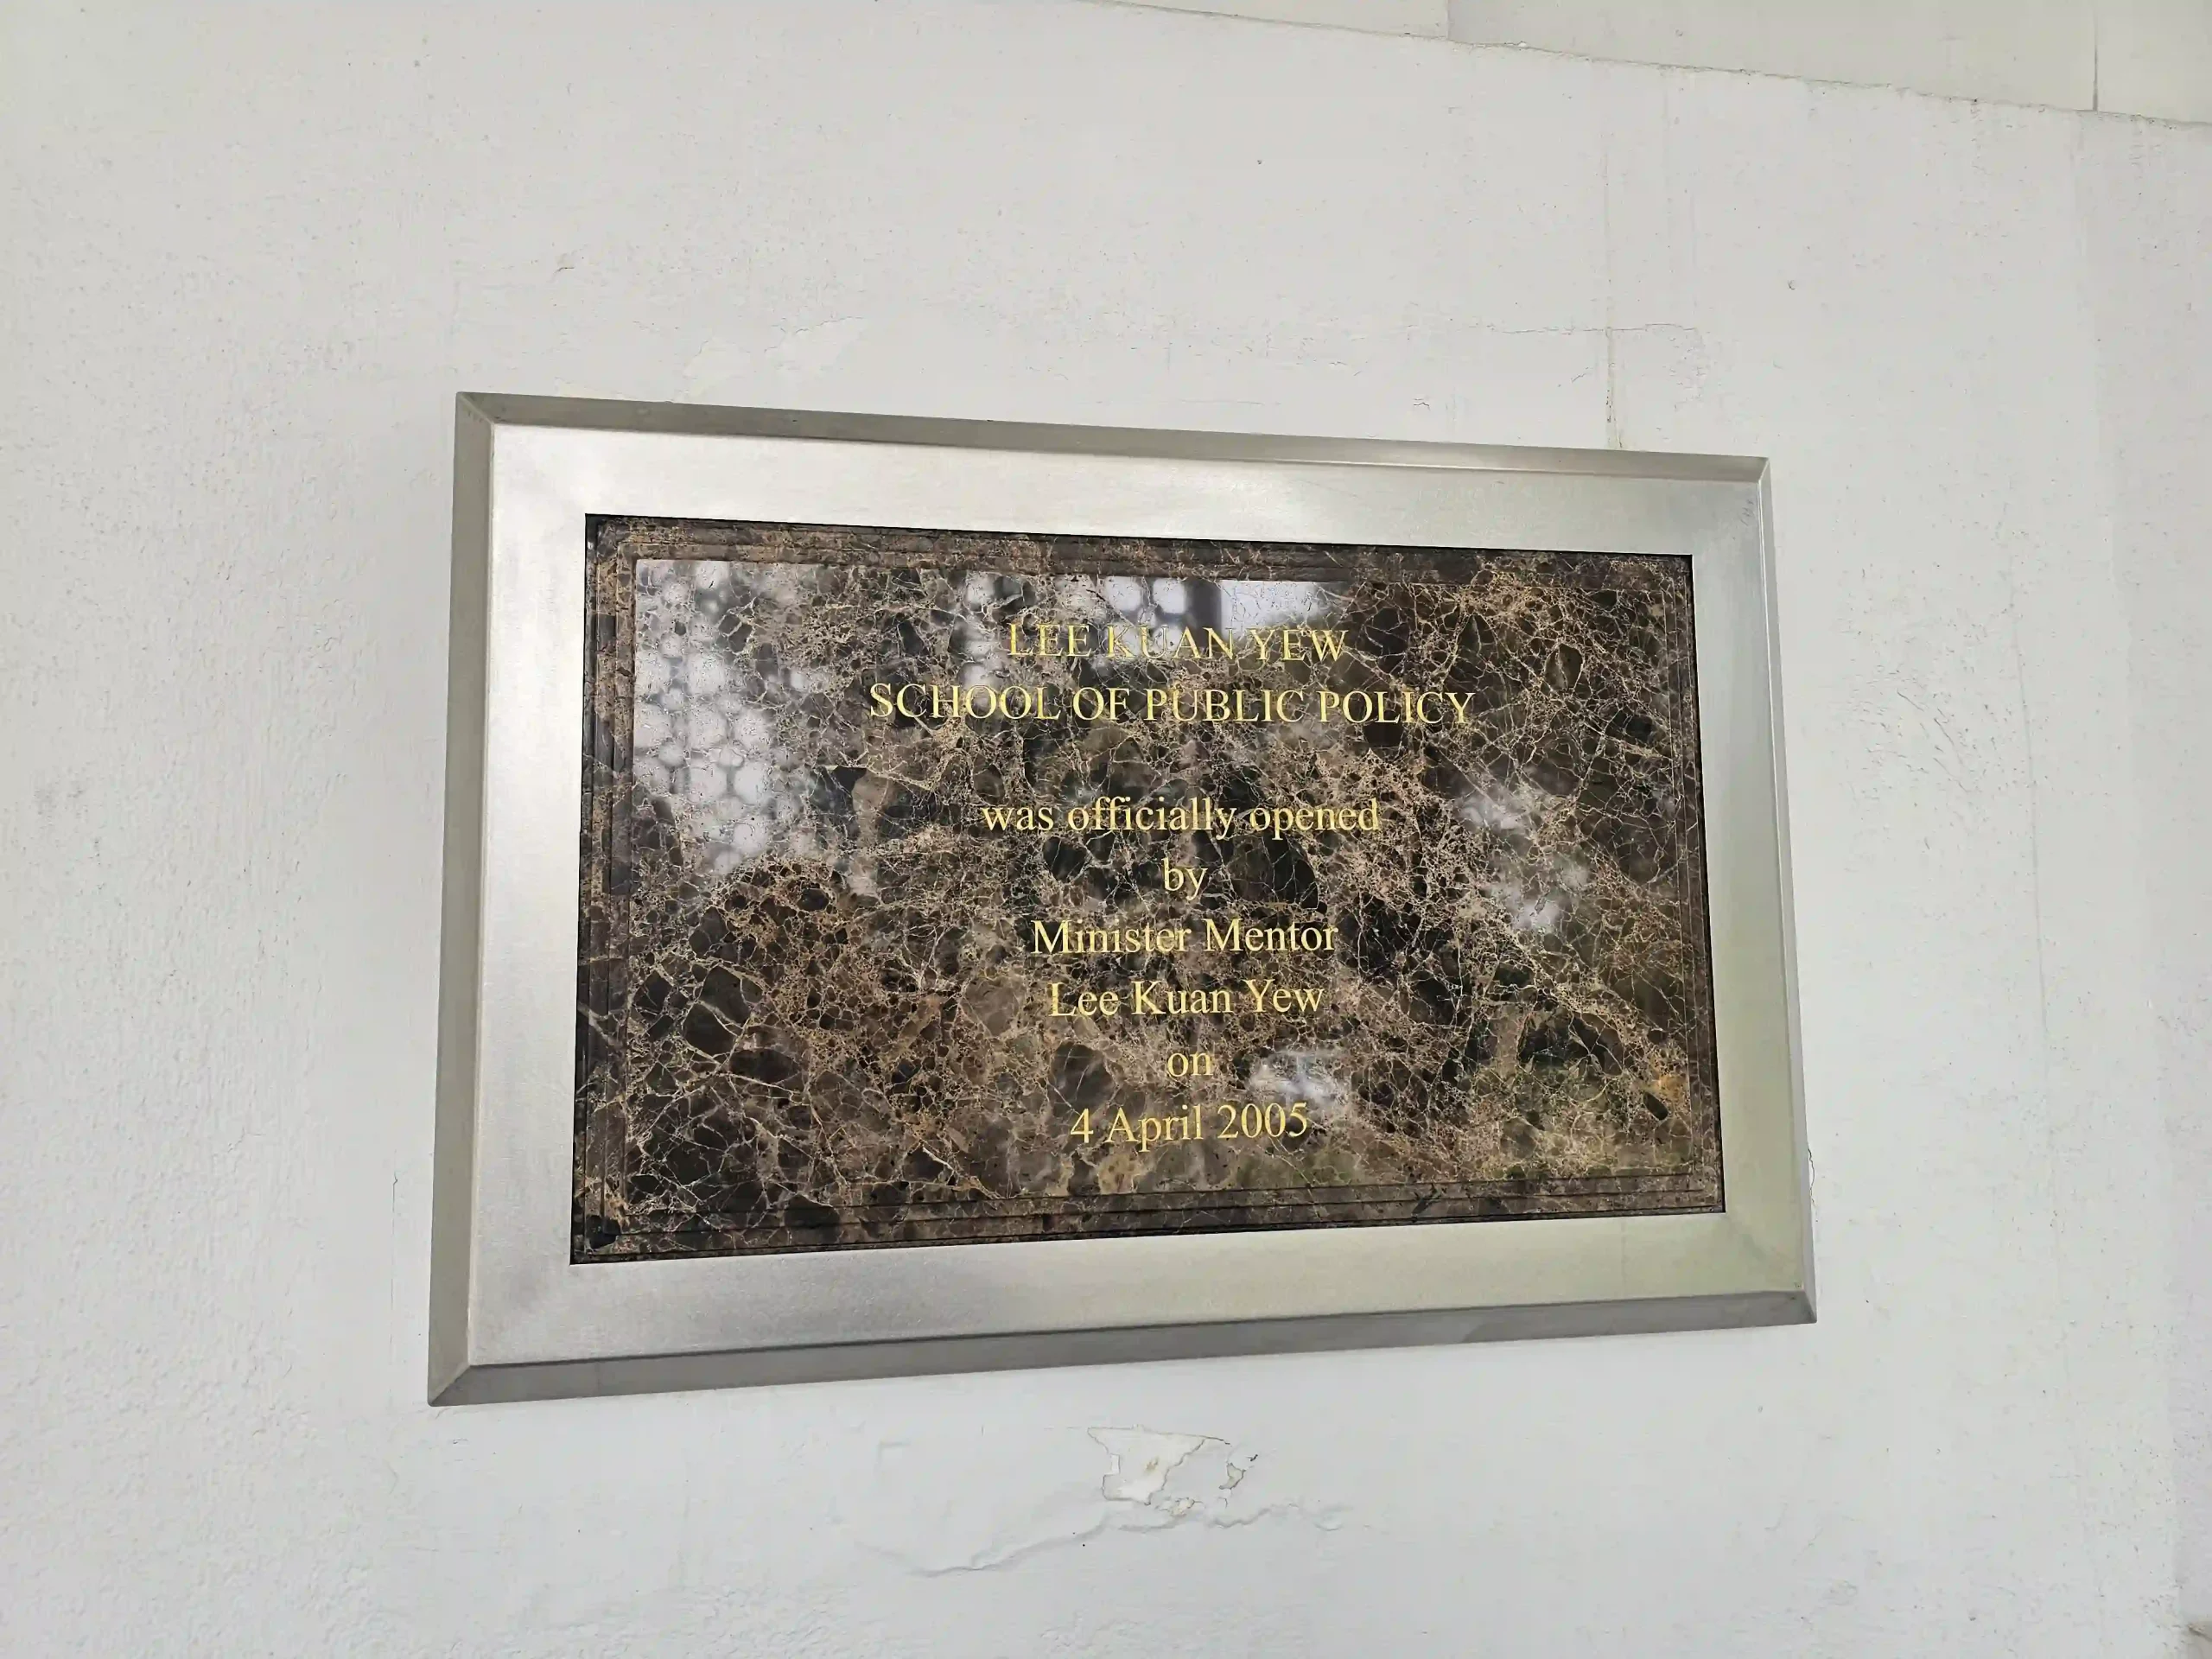 LEE KUAN YEW
SCHOOL OF PUBLIC POLICY
was officially opened
by
Minister Mentor
Lee Kuan Yew
on
4 April 2005